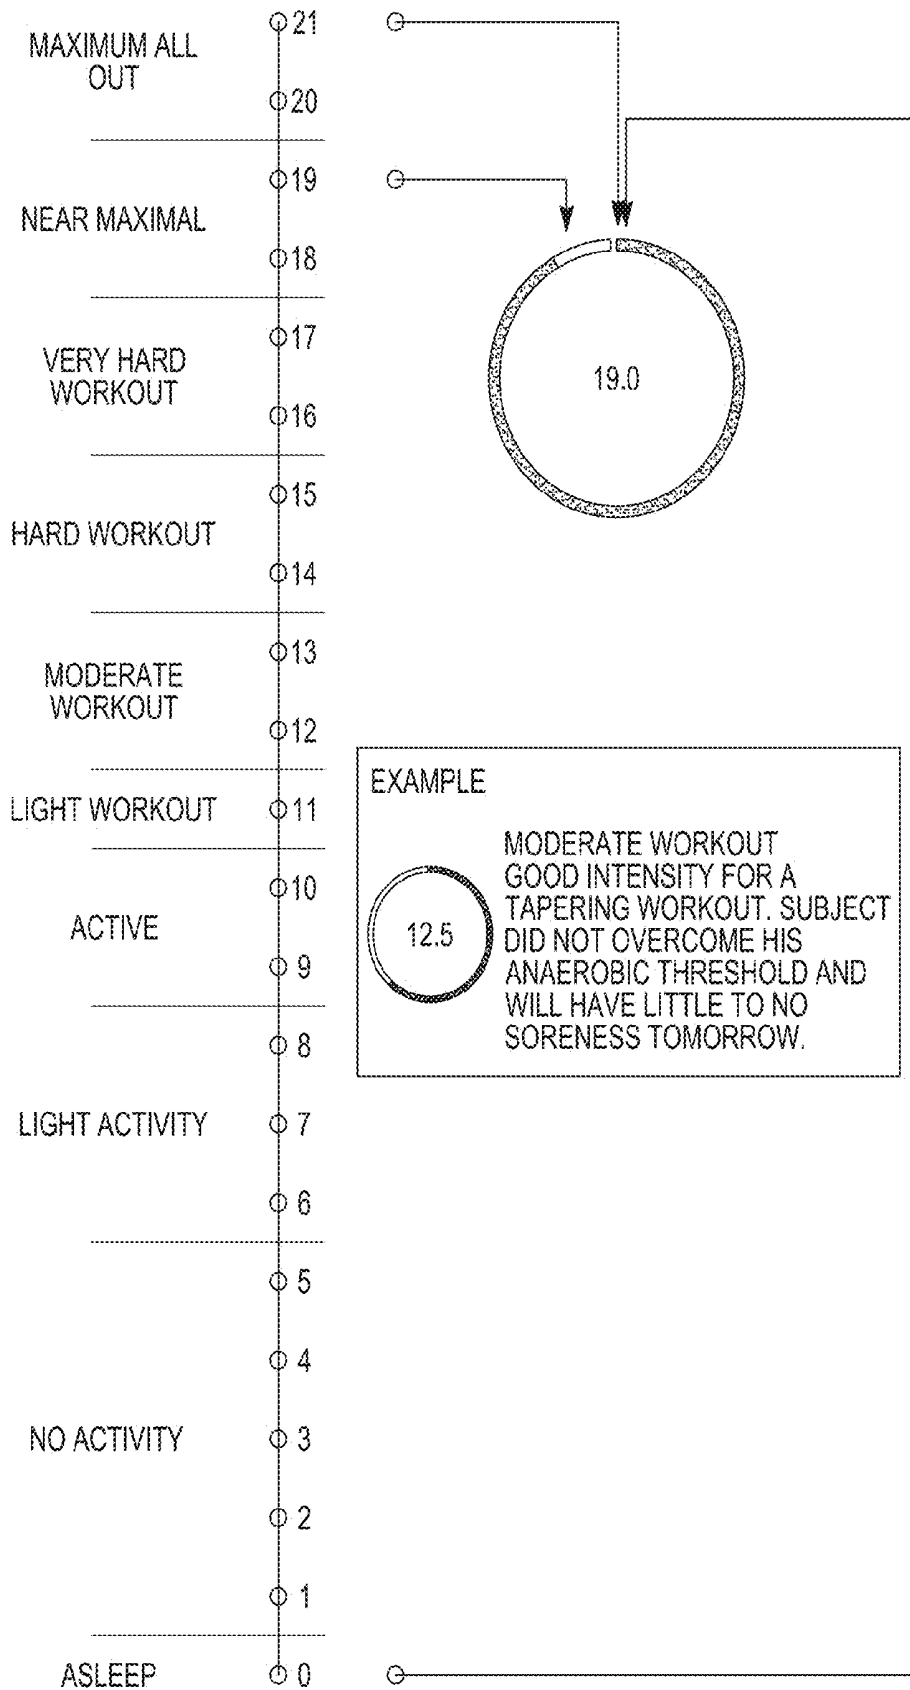 MAXIMUM ALL
OUT
21
20
NEAR MAXIMAL
19
18
19.0
VERY HARD
WORKOUT
17
16
HARD WORKOUT
15
14
MODERATE
WORKOUT
13
12
LIGHT WORKOUT
11
ACTIVE
10
9
EXAMPLE
12.5
MODERATE WORKOUT
GOOD INTENSITY FOR A
TAPERING WORKOUT. SUBJECT
DID NOT OVERCOME HIS
ANAEROBIC THRESHOLD AND
WILL HAVE LITTLE TO NO
SORENESS TOMORROW.
LIGHT ACTIVITY
8
7
6
NO ACTIVITY
5
4
3
2
1
ASLEEP
0